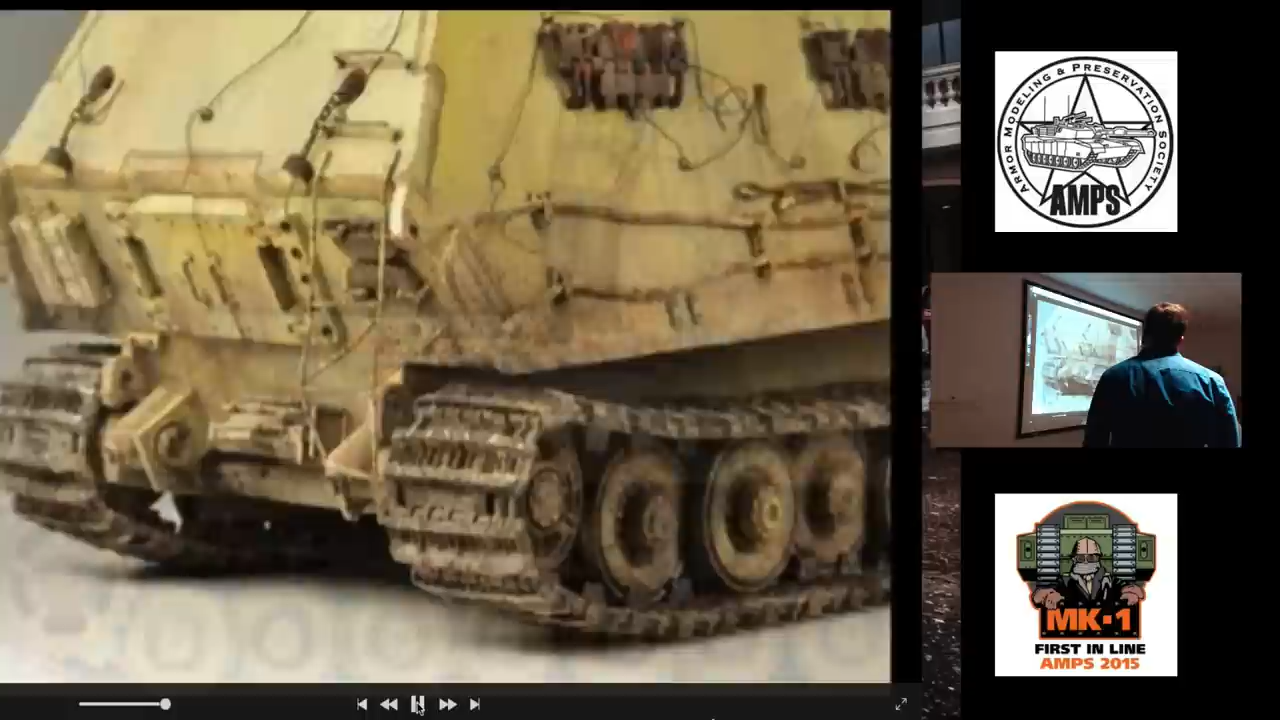 ARMOR MODELING & PRESERVATION SOCIETY
AMPS
MK-1
FIRST IN LINE
AMPS 2015